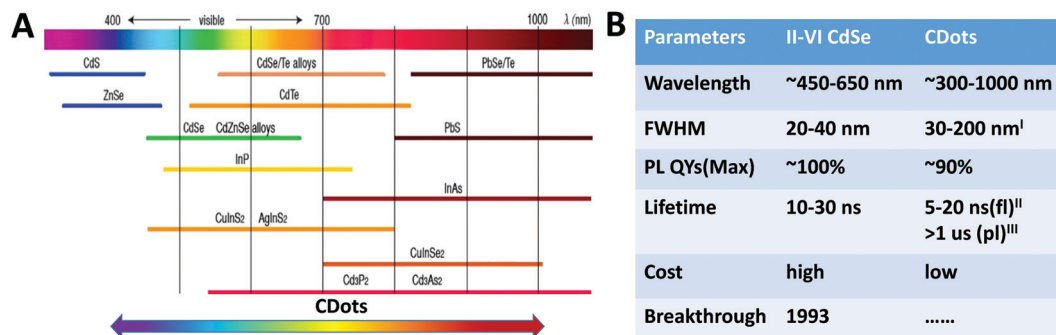 A
400 visible 700 1000 λ (nm)
CdS CdSe/Te alloys PbSe/Te
ZnSe CdTe
CdSe CdZnSe alloys PbS
InP
InAs
CuInS2 AgInS2
CuInSe2
Cd3P2 Cd3As2
CDots
B
Parameters II-VI CdSe CDots
Wavelength ~450-650 nm ~300-1000 nm
FWHM 20-40 nm 30-200 nmᴵ
PL QYs(Max) ~100% ~90%
Lifetime 10-30 ns 5-20 ns(fl)ᴵᴵ
>1 us (pl)ᴵᴵᴵ
Cost high low
Breakthrough 1993 ......